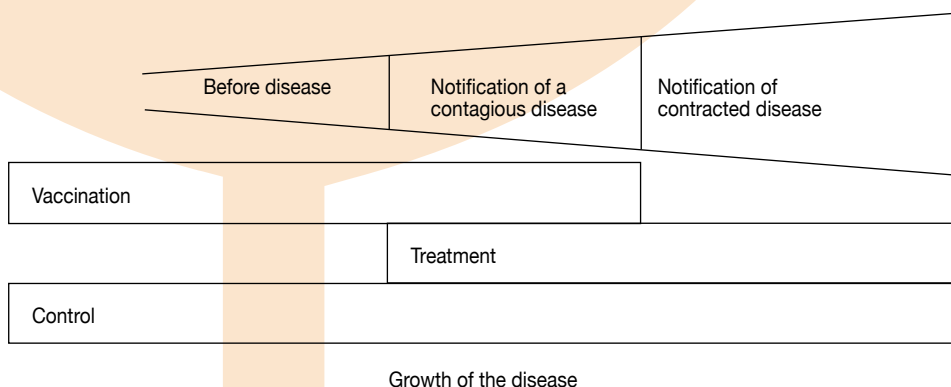 Before disease
Notification of a
contagious disease
Notification of
contracted disease
Vaccination
Treatment
Control
Growth of the disease